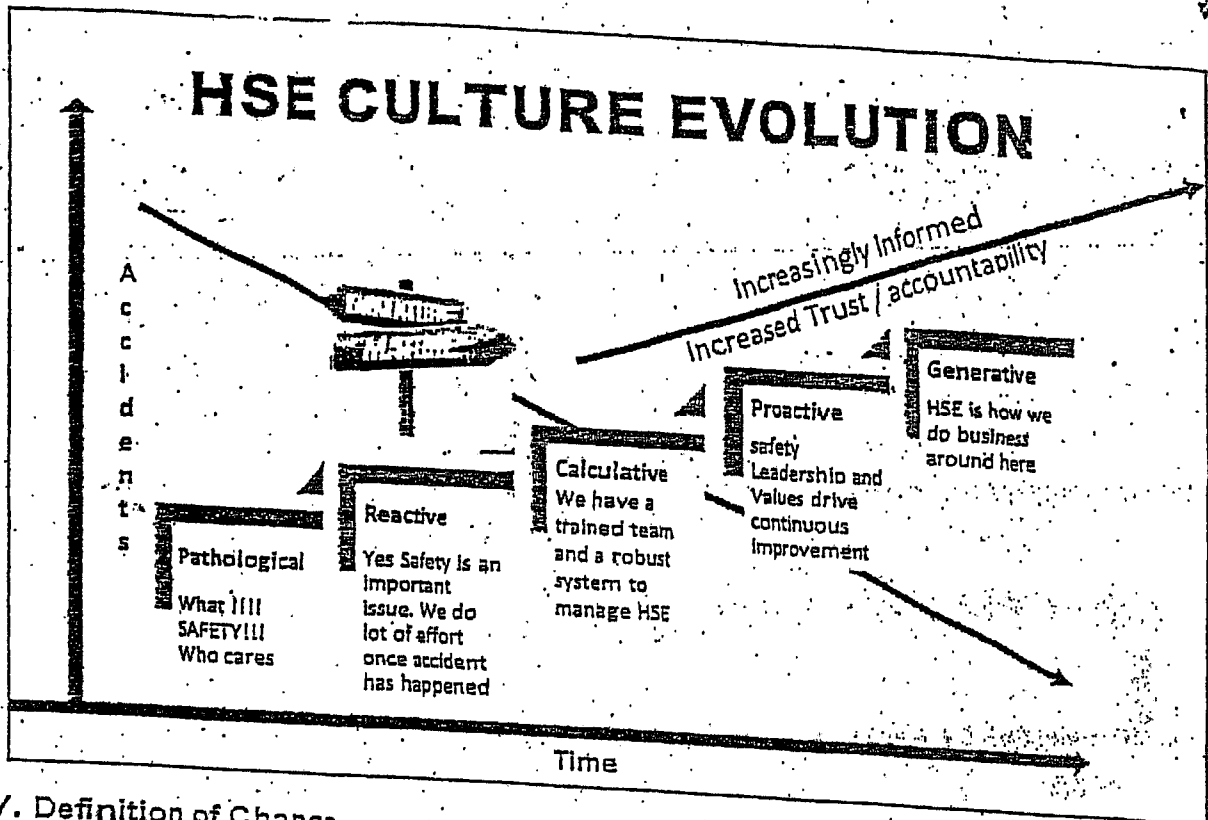 HSE CULTURE EVOLUTION
Accidents
Increasingly Informed
Increased Trust / accountability
Pathological
What !!!!
SAFETY!!!
Who cares
Reactive
Yes Safety is an
important
issue. We do
lot of effort
once accident
has happened
Calculative
We have a
trained team
and a robust
system to
manage HSE
Proactive
safety
Leadership and
Values drive
continuous
improvement
Generative
HSE is how we
do business
around here
Time
Definition of